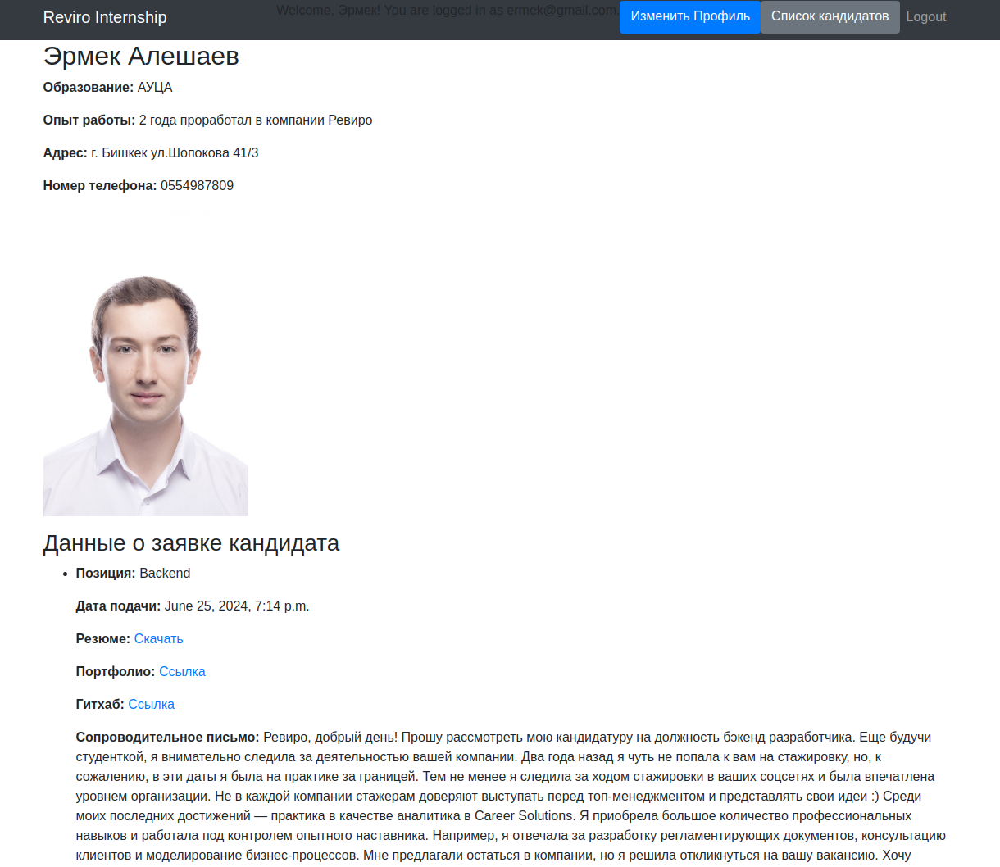 Reviro Internship
Welcome, Эрмек! You are logged in as ermek@gmail.com.
Изменить Профиль
Список кандидатов
Logout
Эрмек Алешаев
Образование: АУЦА
Опыт работы: 2 года проработал в компании Ревиро
Адрес: г. Бишкек ул.Шопокова 41/3
Номер телефона: 0554987809
Данные о заявке кандидата
• Позиция: Backend
Дата подачи: June 25, 2024, 7:14 p.m.
Резюме: Скачать
Портфолио: Ссылка
Гитхаб: Ссылка
Сопроводительное письмо: Ревиро, добрый день! Прошу рассмотреть мою кандидатуру на должность бэкенд разработчика. Еще будучи
студенткой, я внимательно следила за деятельностью вашей компании. Два года назад я чуть не попала к вам на стажировку, но, к
сожалению, в эти даты я была на практике за границей. Тем не менее я следила за ходом стажировки в ваших соцсетях и была впечатлена
уровнем организации. Не в каждой компании стажерам доверяют выступать перед топ-менеджментом и представлять свои идеи :) Среди
моих последних достижений — практика в качестве аналитика в Career Solutions. Я приобрела большое количество профессиональных
навыков и работала под контролем опытного наставника. Например, я отвечала за разработку регламентирующих документов, консультацию
клиентов и моделирование бизнес-процессов. Мне предлагали остаться в компании, но я решила откликнуться на вашу вакансию. Хочу